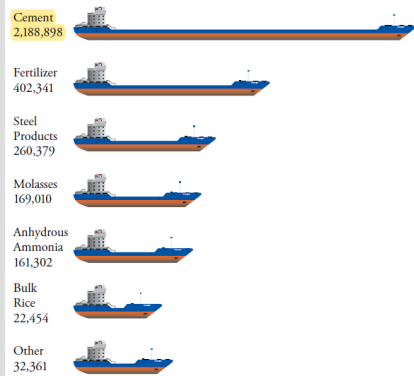 Cement
2,188,898
Fertilizer
402,341
Steel
Products
260,379
Molasses
169,010
Anhydrous
Ammonia
161,302
Bulk
Rice
22,454
Other
32,361